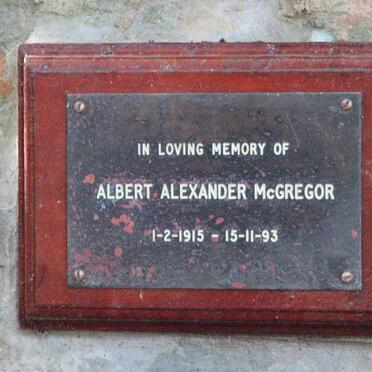 IN LOVING MEMORY OF
ALBERT ALEXANDER McGREGOR
1-2-1915 - 15-11-93